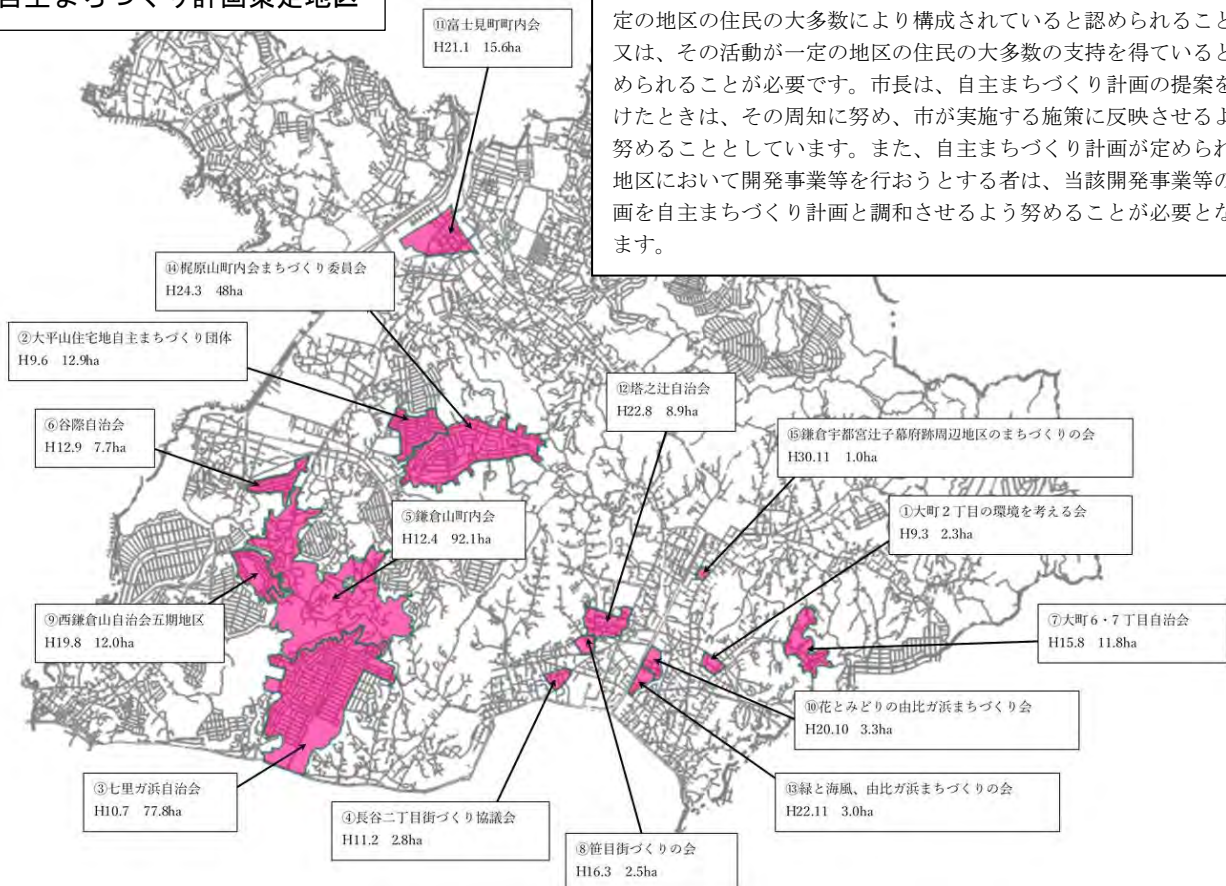 自主まちづくり計画策定地区
定の地区の住民の大多数により構成されていると認められること
又は、その活動が一定の地区の住民の大多数の支持を得ていると
められることが必要です。市長は、自主まちづくり計画の提案を
けたときは、その周知に努め、市が実施する施策に反映させるよ
努めることとしています。また、自主まちづくり計画が定められ
地区において開発事業等を行おうとする者は、当該開発事業等の
画を自主まちづくり計画と調和させるよう努めることが必要とな
ます。
⑪富士見町町内会
H21.1 15.6ha
⑭梶原山町内会まちづくり委員会
H24.3 48ha
②大平山住宅地自主まちづくり団体
H9.6 12.9ha
⑫塔之辻自治会
H22.8 8.9ha
⑥谷際自治会
H12.9 7.7ha
⑮鎌倉宇都宮辻子幕府跡周辺地区のまちづくりの会
H30.11 1.0ha
⑤鎌倉山町内会
H12.4 92.1ha
①大町2丁目の環境を考える会
H9.3 2.3ha
⑨西鎌倉山自治会五期地区
H19.8 12.0ha
⑦大町6・7丁目自治会
H15.8 11.8ha
⑩花とみどりの由比ガ浜まちづくり会
H20.10 3.3ha
③七里ガ浜自治会
H10.7 77.8ha
⑬緑と海風、由比ガ浜まちづくりの会
H22.11 3.0ha
④長谷二丁目街づくり協議会
H11.2 2.8ha
⑧笹目街づくりの会
H16.3 2.5ha